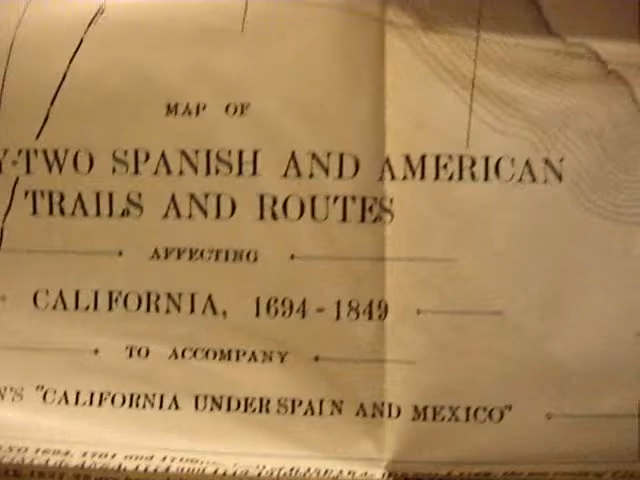 MAP OF
Y-TWO SPANISH AND AMERICAN
TRAILS AND ROUTES
AFFECTING
CALIFORNIA, 1694-1849
TO ACCOMPANY
N'S "CALIFORNIA UNDER SPAIN AND MEXICO"